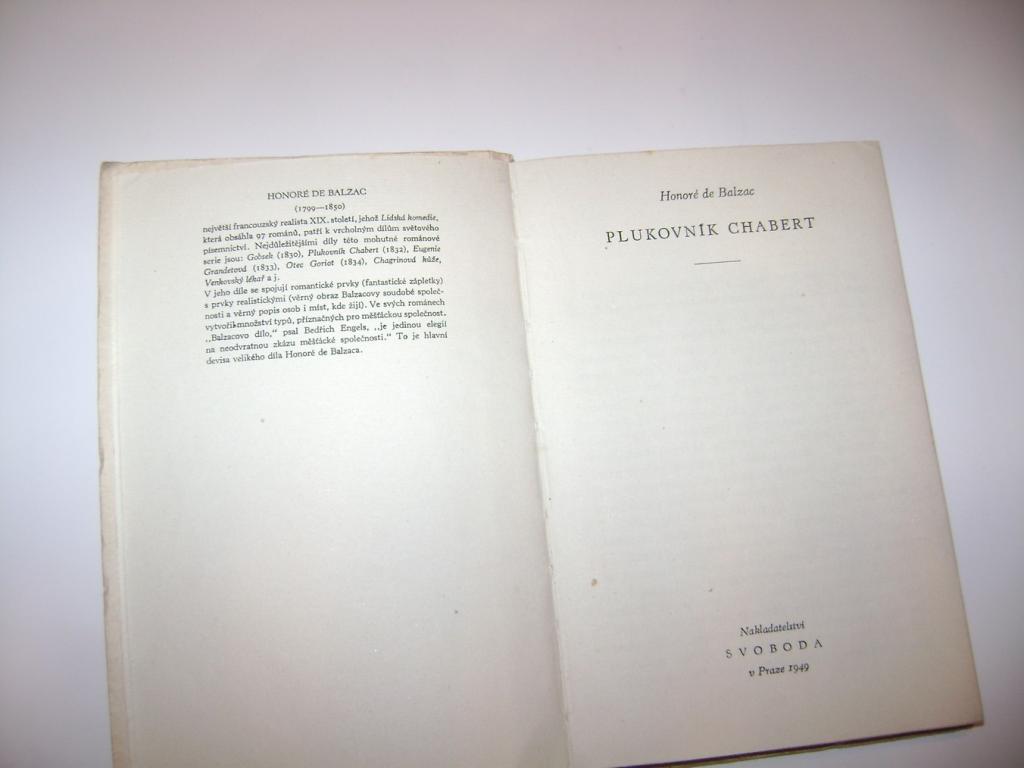 HONORÉ DE BALZAC
(1799—1850)
největší francouzský realista XIX. století, jehož Lidská komedie,
která obsáhla 97 románů, patří k vrcholným dílům světového
písemnictví. Nejdůležitějšími díly této mohutné románové
serie jsou: Gobsek (1830), Plukovník Chabert (1832), Eugenie
Grandetová (1833), Otec Goriot (1834), Chagrinová kůže,
Venkovský lékař a j.
V jeho díle se spojují romantické prvky (fantastické zápletky)
s prvky realistickými (věrný obraz Balzacovy soudobé společ-
nosti a věrný popis osob i míst, kde žijí). Ve svých románech
vytvořil množství typů, příznačných pro měšťáckou společnost.
„Balzacovo dílo,“ psal Bedřich Engels, „je jedinou elegií
na neodvratnou zkázu měšťácké společnosti.“ To je hlavní
devisa velikého díla Honoré de Balzaca.
Honoré de Balzac
PLUKOVNÍK CHABERT
Nakladatelství
SVOBODA
v Praze 1949